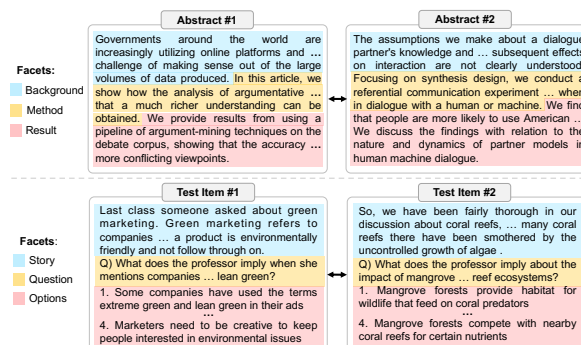 Abstract #1
Governments around the world are
increasingly utilizing online platforms and ...
challenge of making sense out of the large
volumes of data produced. In this article, we
show how the analysis of argumentative ...
that a much richer understanding can be
obtained. We provide results from using a
pipeline of argument-mining techniques on the
debate corpus, showing that the accuracy ...
more conflicting viewpoints.
Abstract #2
The assumptions we make about a dialogue
partner's knowledge and ... subsequent effects
on interaction are not clearly understood.
Focusing on synthesis design, we conduct a
referential communication experiment ... when
in dialogue with a human or machine. We find
that people are more likely to use American ...
We discuss the findings with relation to the
nature and dynamics of partner models in
human machine dialogue.
Facets:
Background
Method
Result
Test Item #1
Last class someone asked about green
marketing. Green marketing refers to
companies ... a product is environmentally
friendly and not follow through on.
Q) What does the professor imply when she
mentions companies ... lean green?
1. Some companies have used the terms
extreme green and lean green in their ads
...
4. Marketers need to be creative to keep
people interested in environmental issues
Test Item #2
So, we have been fairly thorough in our
discussion about coral reefs, ... many coral
reefs there have been smothered by the
uncontrolled growth of algae .
Q) What does the professor imply about the
impact of mangrove ... reef ecosystems?
1. Mangrove forests provide habitat for
wildlife that feed on coral predators
...
4. Mangrove forests compete with nearby
coral reefs for certain nutrients
Facets:
Story
Question
Options